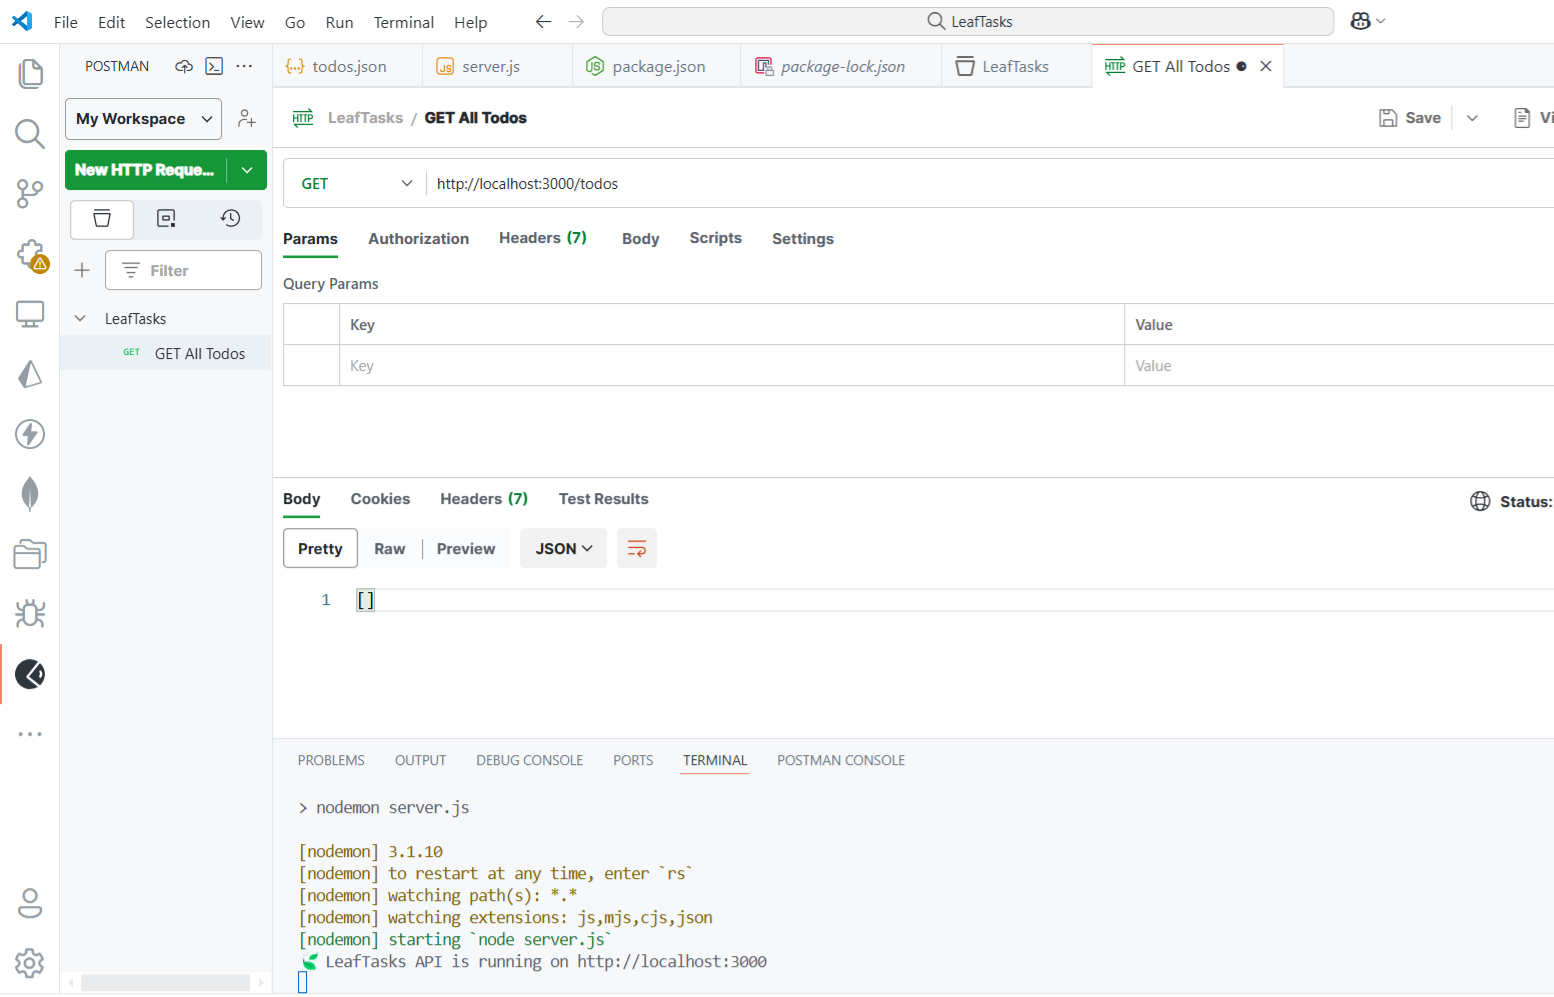 File Edit Selection View Go Run Terminal Help LeafTasks
POSTMAN
todos.json server.js package.json package-lock.json LeafTasks HTTP GET All Todos
My Workspace
HTTP LeafTasks / GET All Todos Save Vi
New HTTP Reque...
GET http://localhost:3000/todos
Params Authorization Headers (7) Body Scripts Settings
Filter
Query Params
LeafTasks
Key Value
GET GET All Todos
Key Value
Body Cookies Headers (7) Test Results Status:
Pretty Raw Preview JSON
1 []
PROBLEMS OUTPUT DEBUG CONSOLE PORTS TERMINAL POSTMAN CONSOLE
> nodemon server.js
[nodemon] 3.1.10
[nodemon] to restart at any time, enter `rs`
[nodemon] watching path(s): *.*
[nodemon] watching extensions: js,mjs,cjs,json
[nodemon] starting `node server.js`
LeafTasks API is running on http://localhost:3000